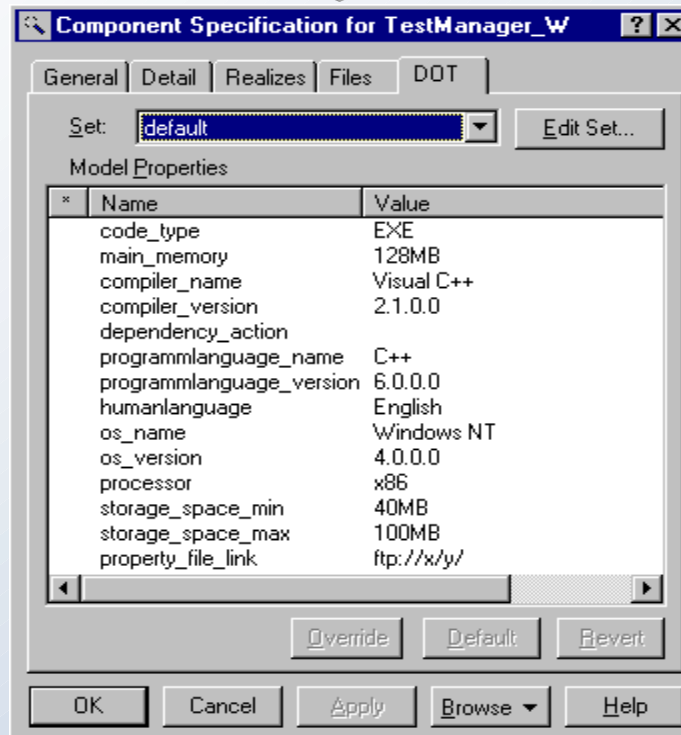 Component Specification for TestManager_W
General Detail Realizes Files DOT
Set: default Edit Set...
Model Properties
* Name Value
code_type EXE
main_memory 128MB
compiler_name Visual C++
compiler_version 2.1.0.0
dependency_action
programmlanguage_name C++
programmlanguage_version 6.0.0.0
humanlanguage English
os_name Windows NT
os_version 4.0.0.0
processor x86
storage_space_min 40MB
storage_space_max 100MB
property_file_link ftp://x/y/
Override Default Revert
OK Cancel Apply Browse Help